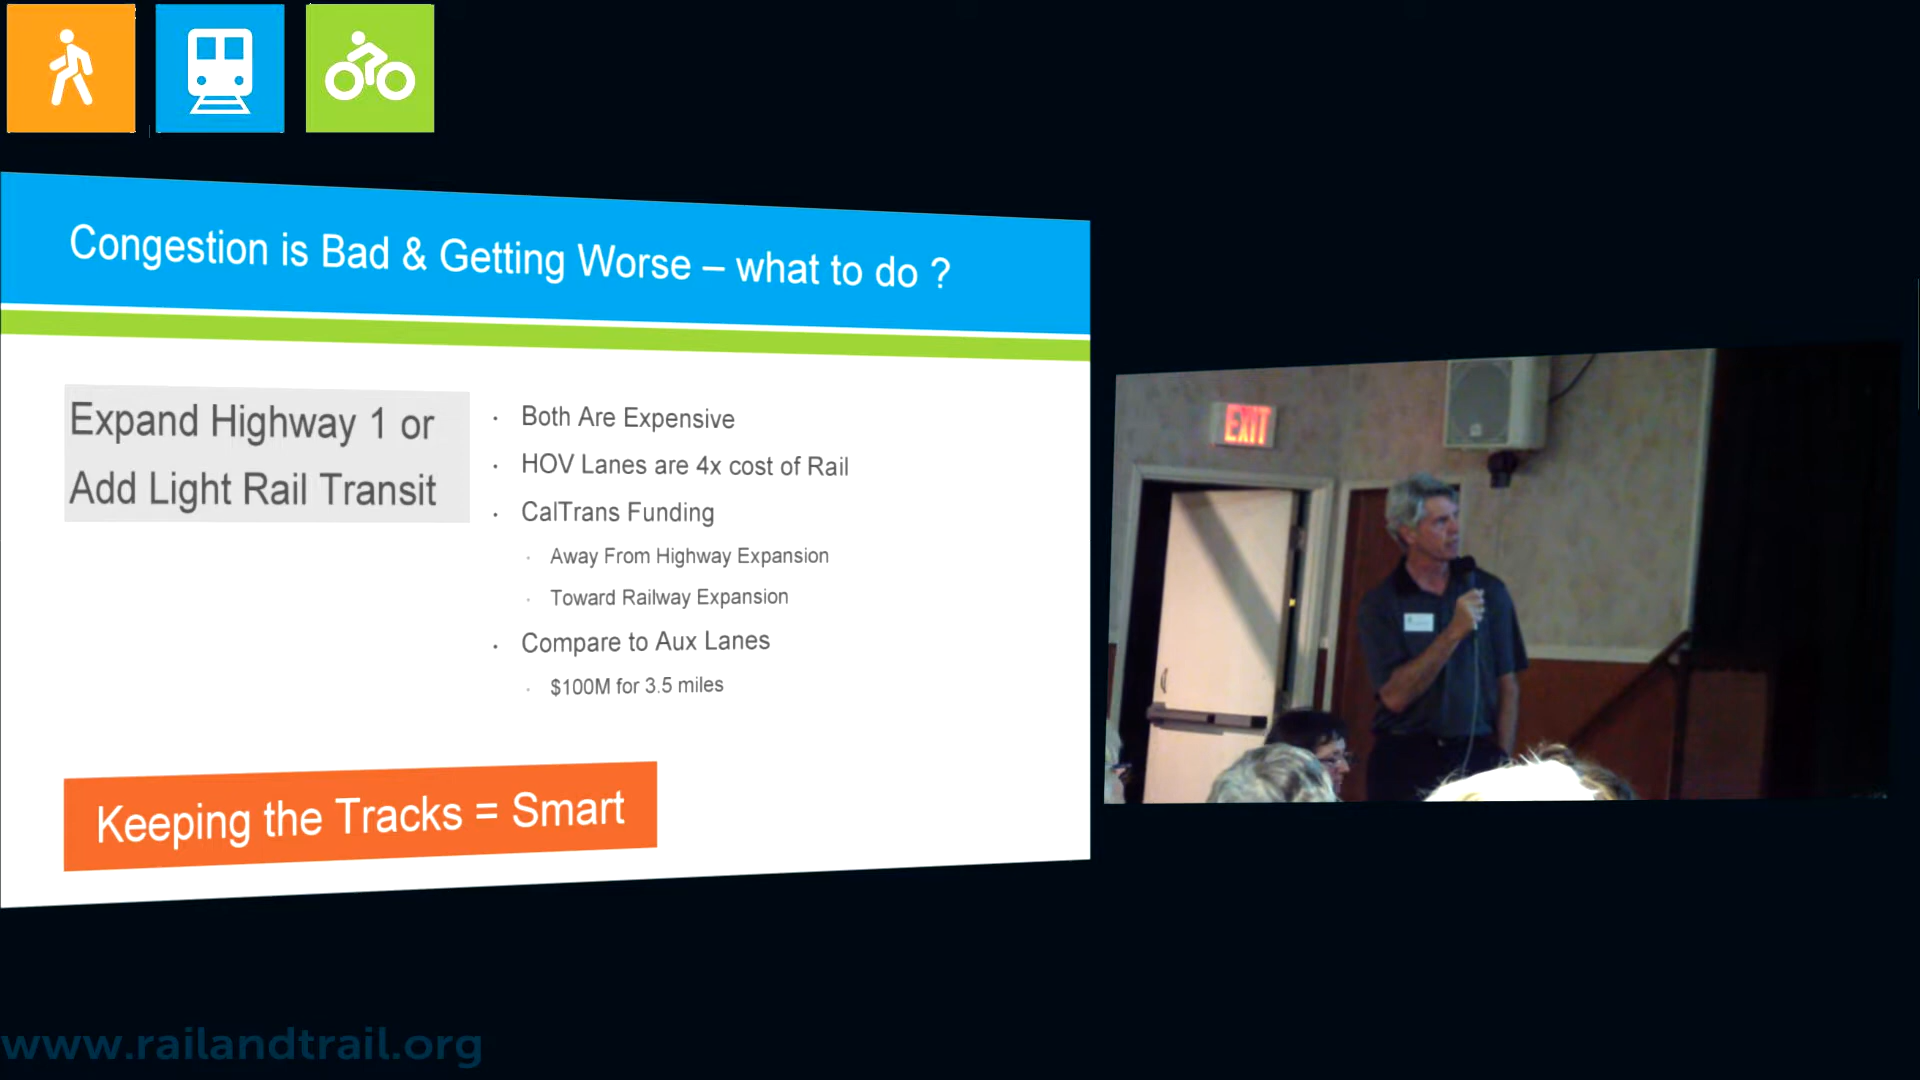 Congestion is Bad & Getting Worse – what to do ?
Expand Highway 1 or
Add Light Rail Transit
· Both Are Expensive
· HOV Lanes are 4x cost of Rail
· CalTrans Funding
· Away From Highway Expansion
· Toward Railway Expansion
· Compare to Aux Lanes
· $100M for 3.5 miles
Keeping the Tracks = Smart
EXIT
www.railandtrail.org